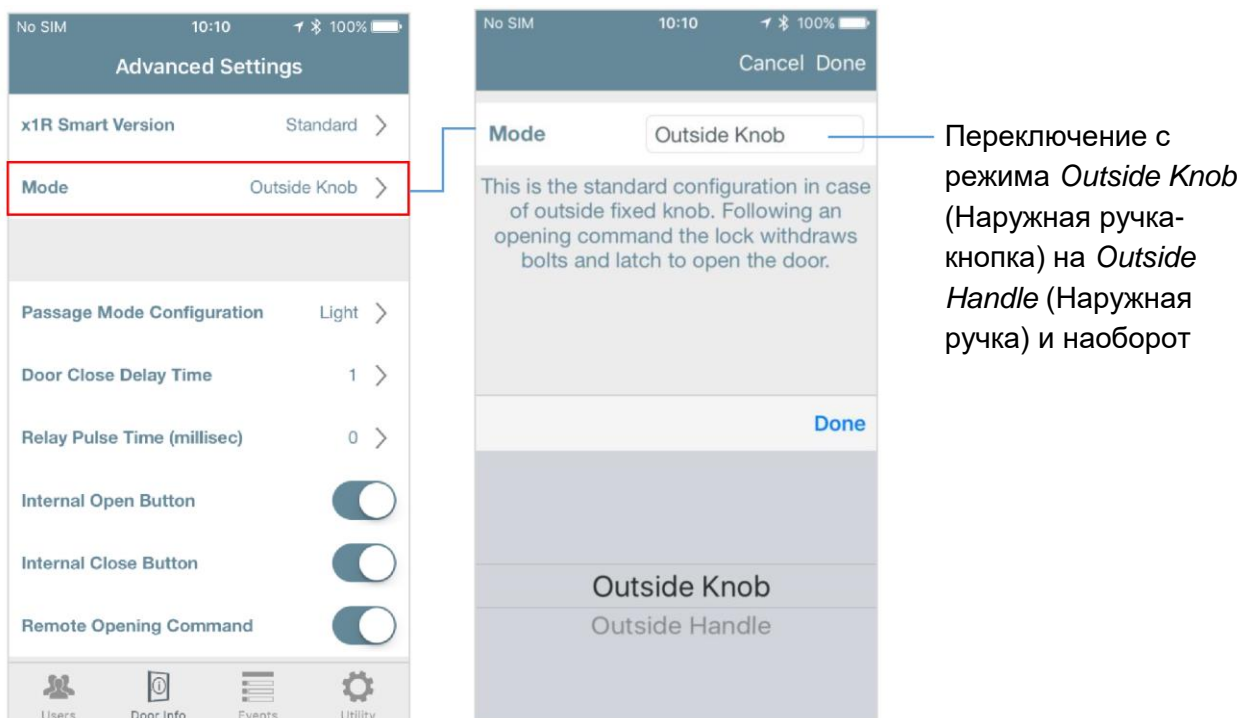 No SIM 10:10 100%
Advanced Settings
x1R Smart Version Standard
Mode Outside Knob
Passage Mode Configuration Light
Door Close Delay Time 1
Relay Pulse Time (millisec) 0
Internal Open Button
Internal Close Button
Remote Opening Command
Users Door Info Events Utility
No SIM 10:10 100%
Cancel Done
Mode Outside Knob
This is the standard configuration in case
of outside fixed knob. Following an
opening command the lock withdraws
bolts and latch to open the door.
Done
Outside Knob
Outside Handle
Переключение с
режима Outside Knob
(Наружная ручка-
кнопка) на Outside
Handle (Наружная
ручка) и наоборот